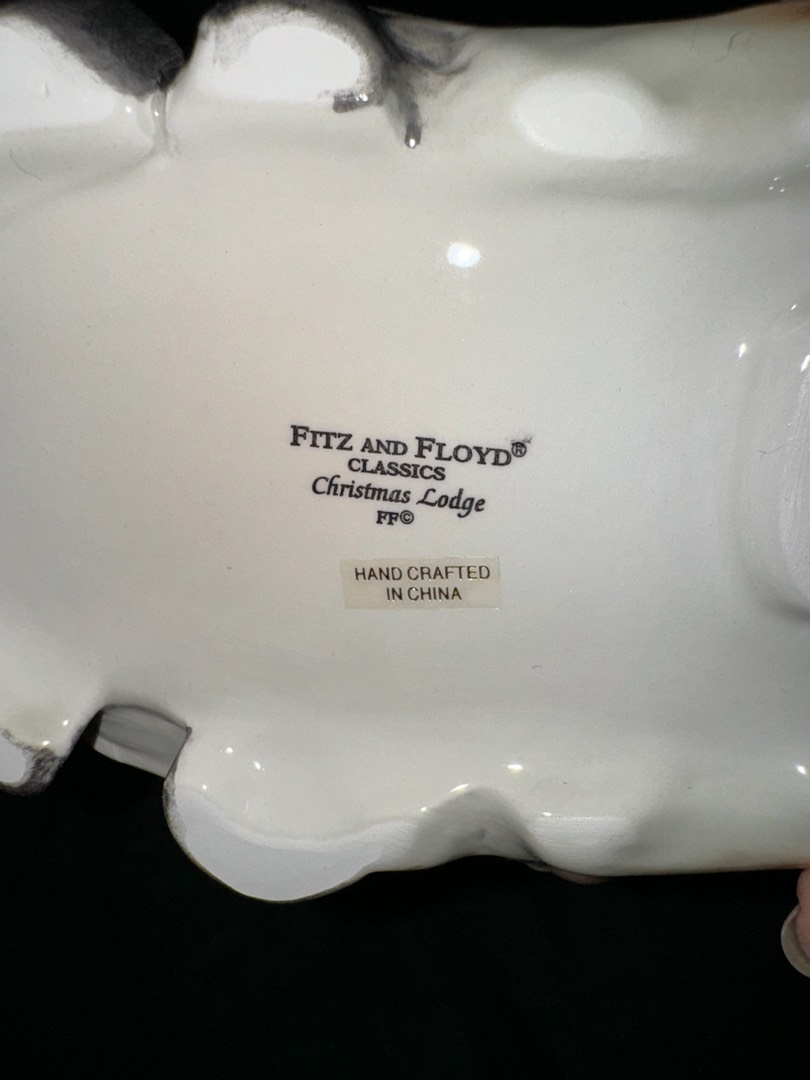 FITZ AND FLOYD®
CLASSICS
Christmas Lodge
FF©
HAND CRAFTED
IN CHINA